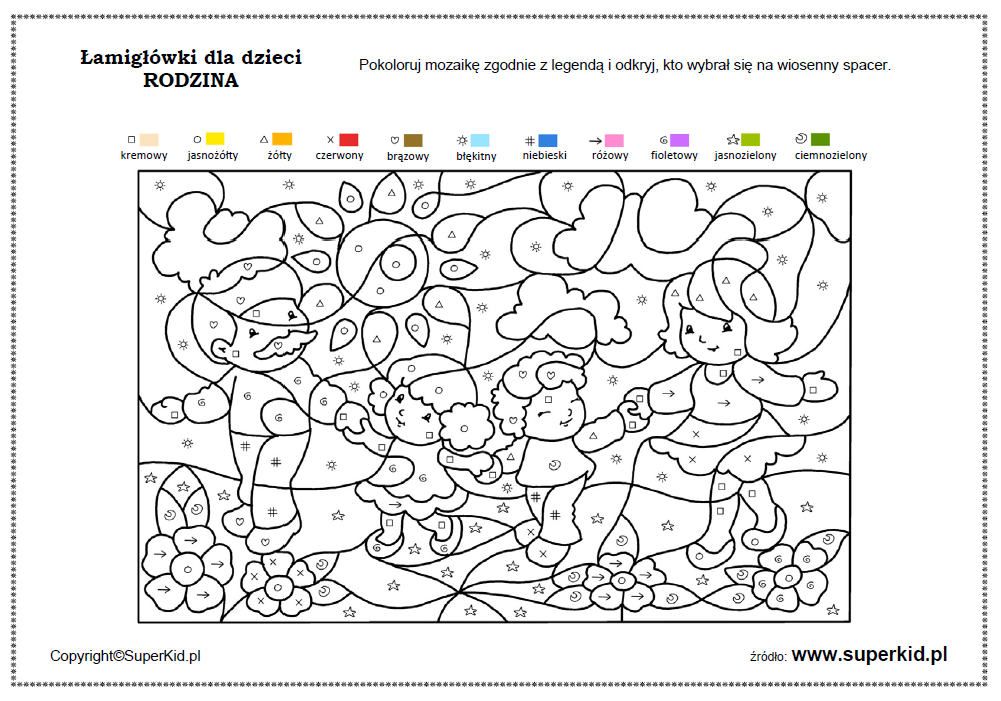 Łamigłówki dla dzieci
RODZINA
Pokoloruj mozaikę zgodnie z legendą i odkryj, kto wybrał się na wiosenny spacer.
kremowy jasnożółty żółty czerwony brązowy błękitny niebieski różowy fioletowy jasnozielony ciemnozielony
Copyright©SuperKid.pl
źródło: www.superkid.pl